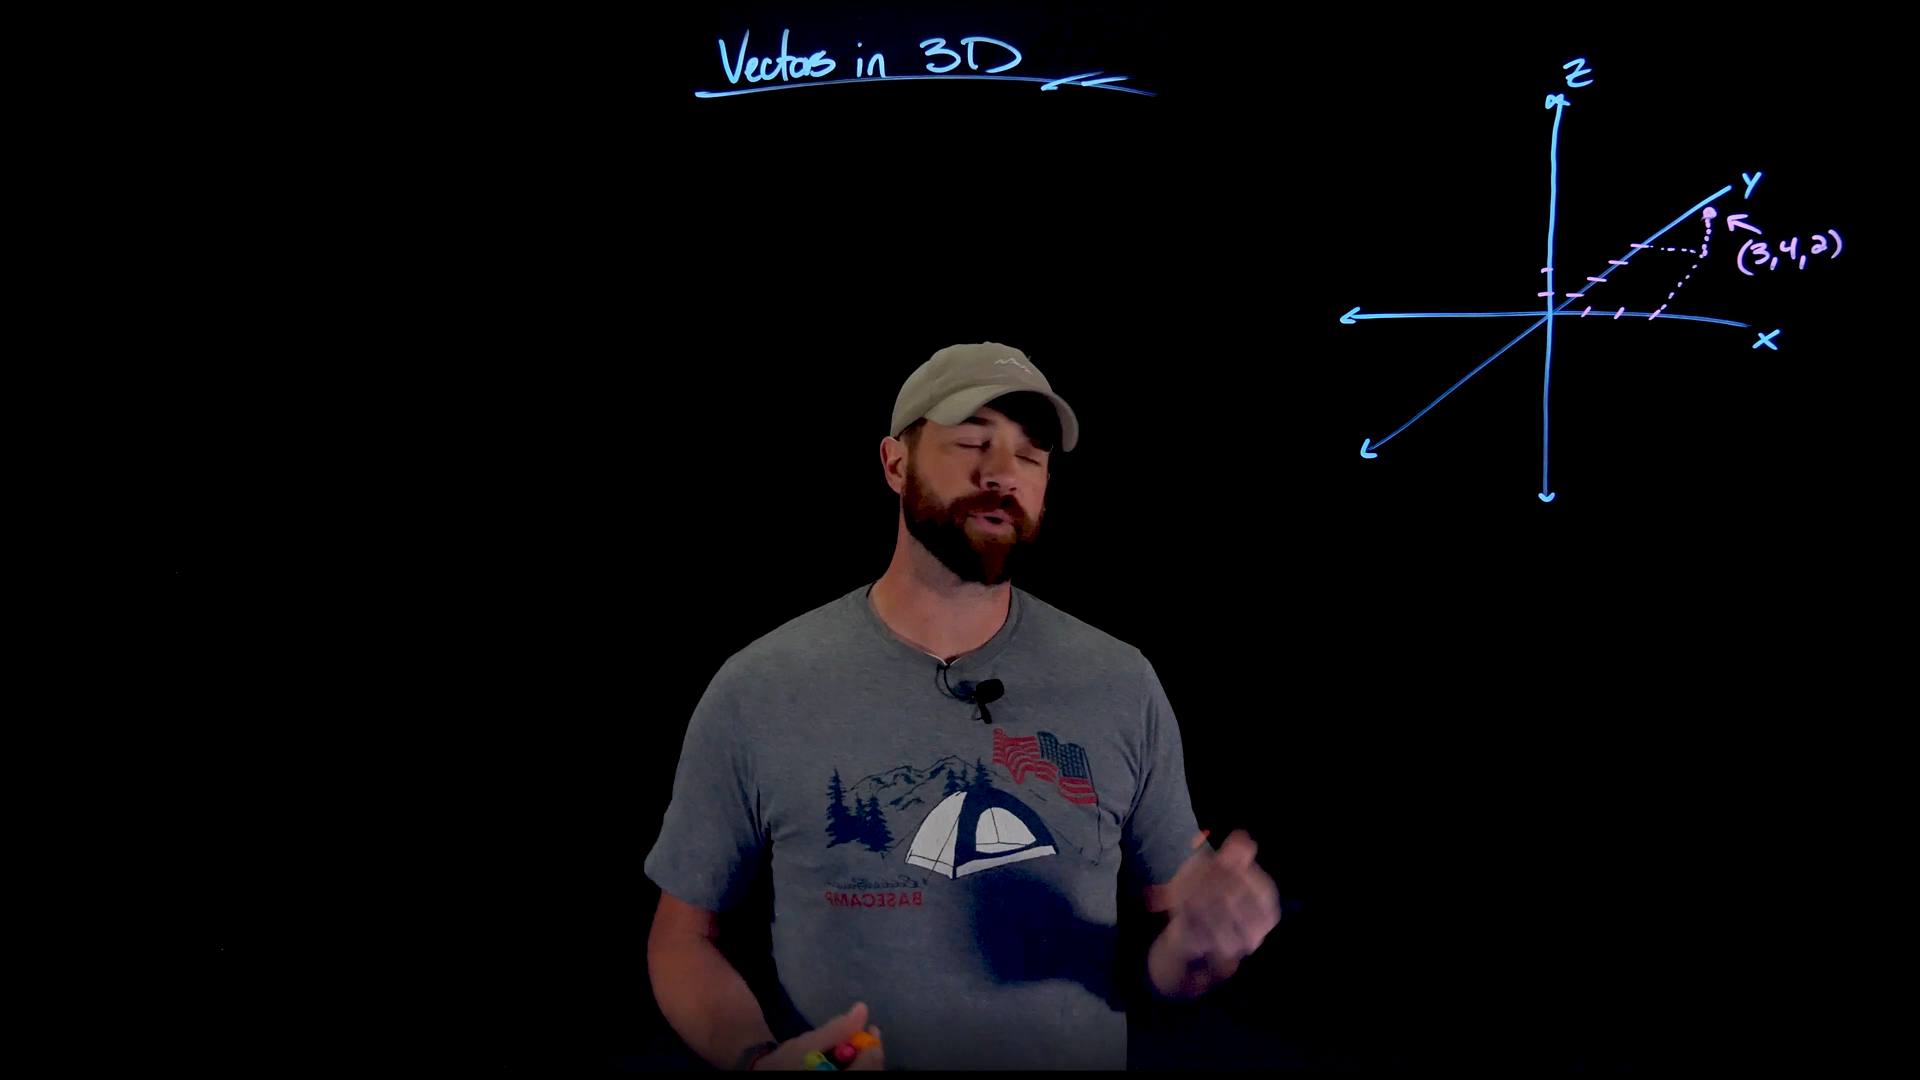 Vectors in 3D
Z
Y
(3,4,2)
X
BASECAMP